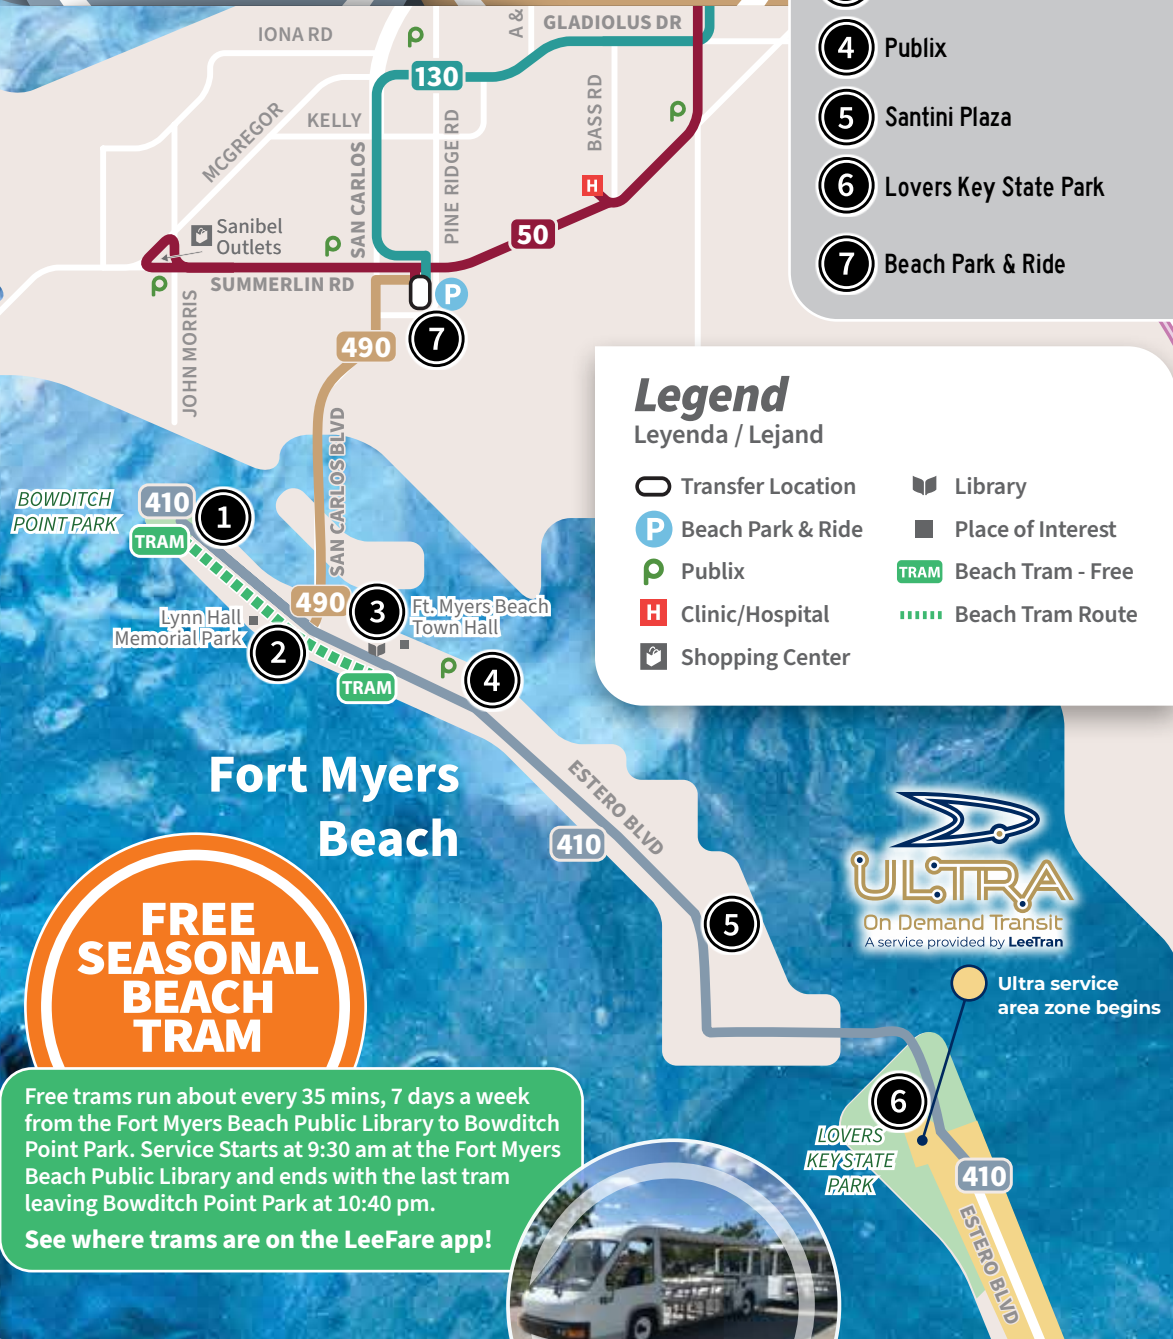 IONA RD
A &
GLADIOLUS DR
130
MCGREGOR
KELLY
SAN CARLOS
PINE RIDGE RD
BASS RD
H
50
Sanibel
Outlets
SUMMERLIN RD
JOHN MORRIS
P
7
490
SAN CARLOS BLVD
4
Publix
5
Santini Plaza
6
Lovers Key State Park
7
Beach Park & Ride
Legend
Leyenda / Lejand
Transfer Location
P
Beach Park & Ride
Publix
H
Clinic/Hospital
Shopping Center
Library
Place of Interest
TRAM
Beach Tram - Free
Beach Tram Route
BOWDITCH
POINT PARK
410
1
TRAM
490
3
Ft. Myers Beach
Town Hall
Lynn Hall
Memorial Park
2
TRAM
4
Fort Myers
Beach
ESTERO BLVD
410
5
ULTRA
On Demand Transit
A service provided by LeeTran
Ultra service
area zone begins
6
LOVERS
KEY STATE
PARK
410
ESTERO BLVD
FREE
SEASONAL
BEACH
TRAM
Free trams run about every 35 mins, 7 days a week
from the Fort Myers Beach Public Library to Bowditch
Point Park. Service Starts at 9:30 am at the Fort Myers
Beach Public Library and ends with the last tram
leaving Bowditch Point Park at 10:40 pm.
See where trams are on the LeeFare app!